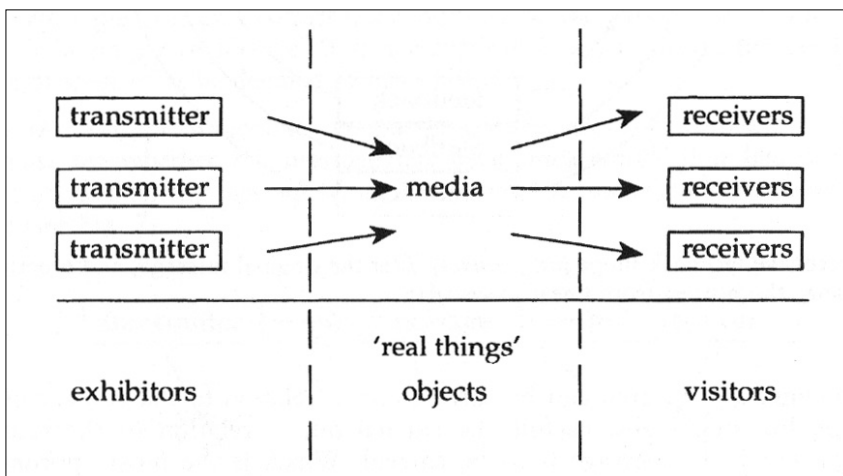 transmitter receivers
transmitter media receivers
transmitter receivers
'real things'
exhibitors objects visitors